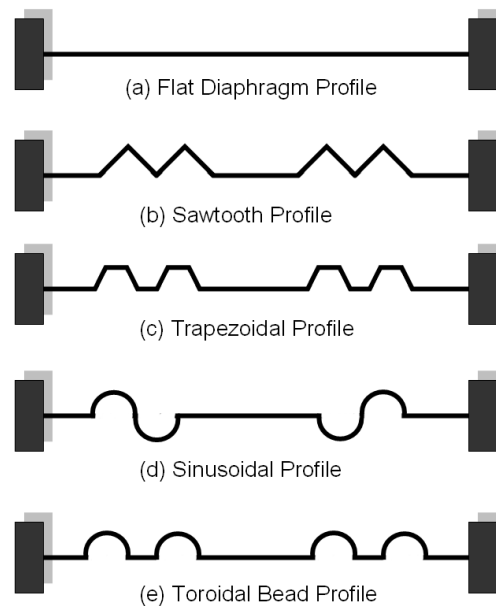 (a) Flat Diaphragm Profile
(b) Sawtooth Profile
(c) Trapezoidal Profile
(d) Sinusoidal Profile
(e) Toroidal Bead Profile